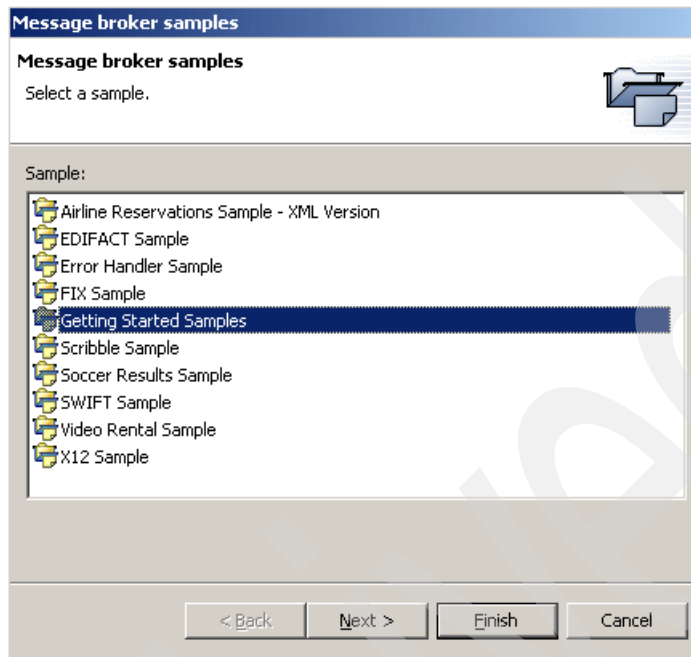 Message broker samples
Message broker samples
Select a sample.
Sample:
Airline Reservations Sample - XML Version
EDIFACT Sample
Error Handler Sample
FIX Sample
Getting Started Samples
Scribble Sample
Soccer Results Sample
SWIFT Sample
Video Rental Sample
X12 Sample
< Back Next > Finish Cancel